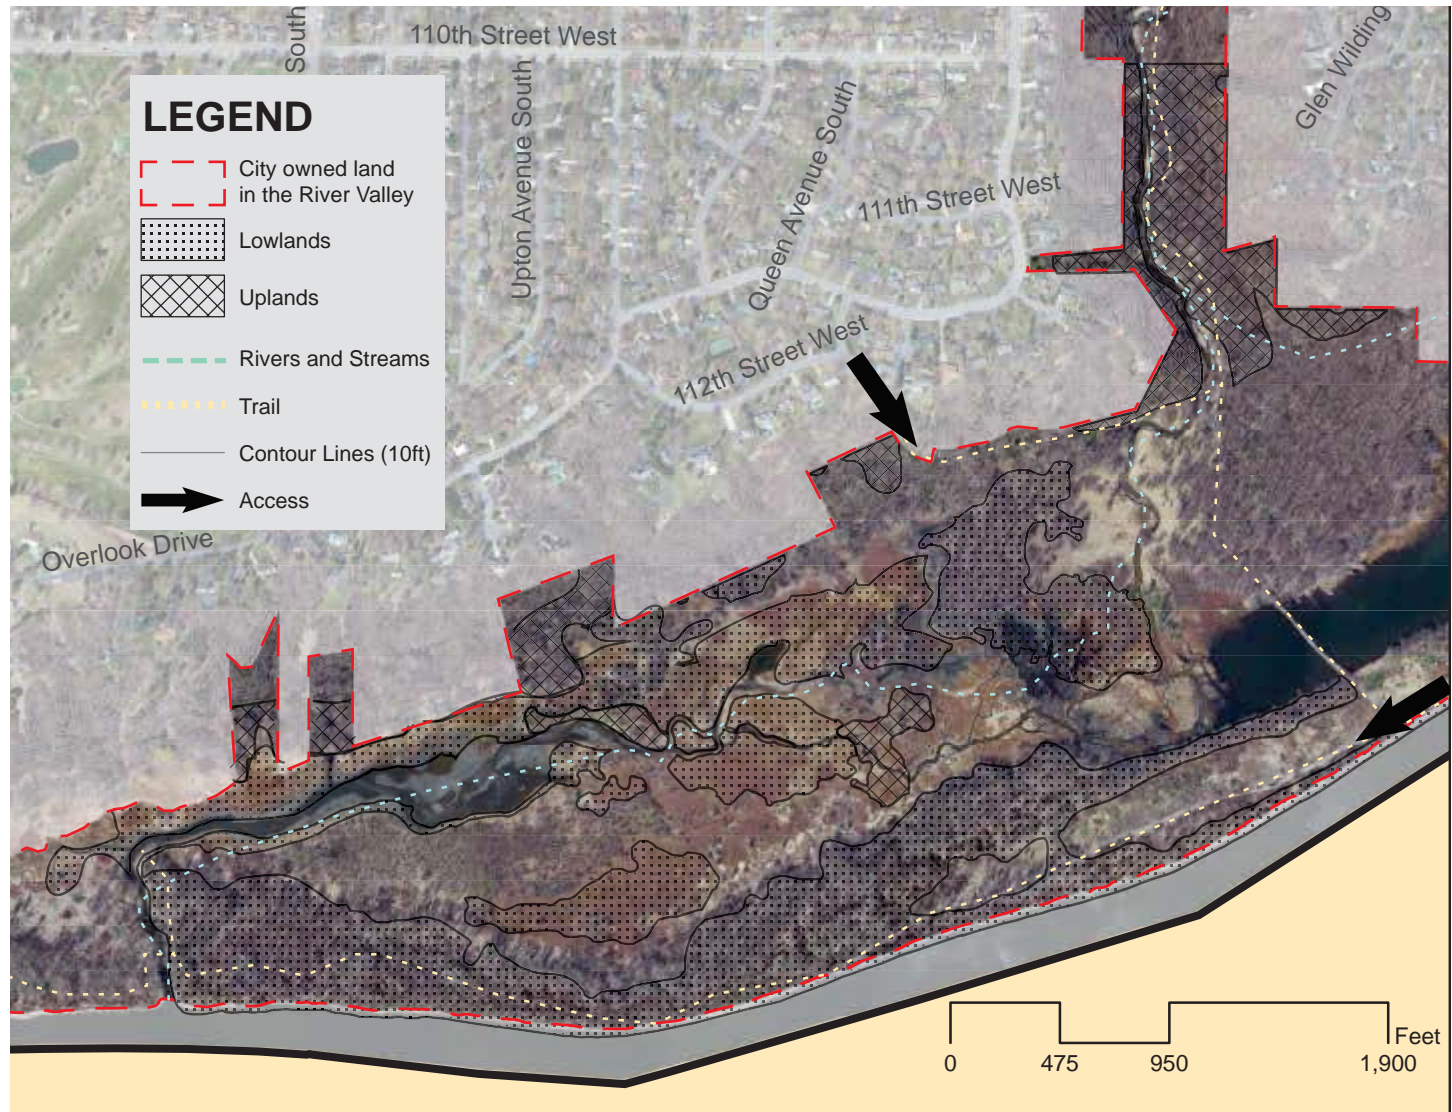 110th Street West
South
Upton Avenue South
Queen Avenue South
111th Street West
Glen Wilding
112th Street West
Overlook Drive
LEGEND
City owned land
in the River Valley
Lowlands
Uplands
Rivers and Streams
Trail
Contour Lines (10ft)
Access
Feet
0 475 950 1,900